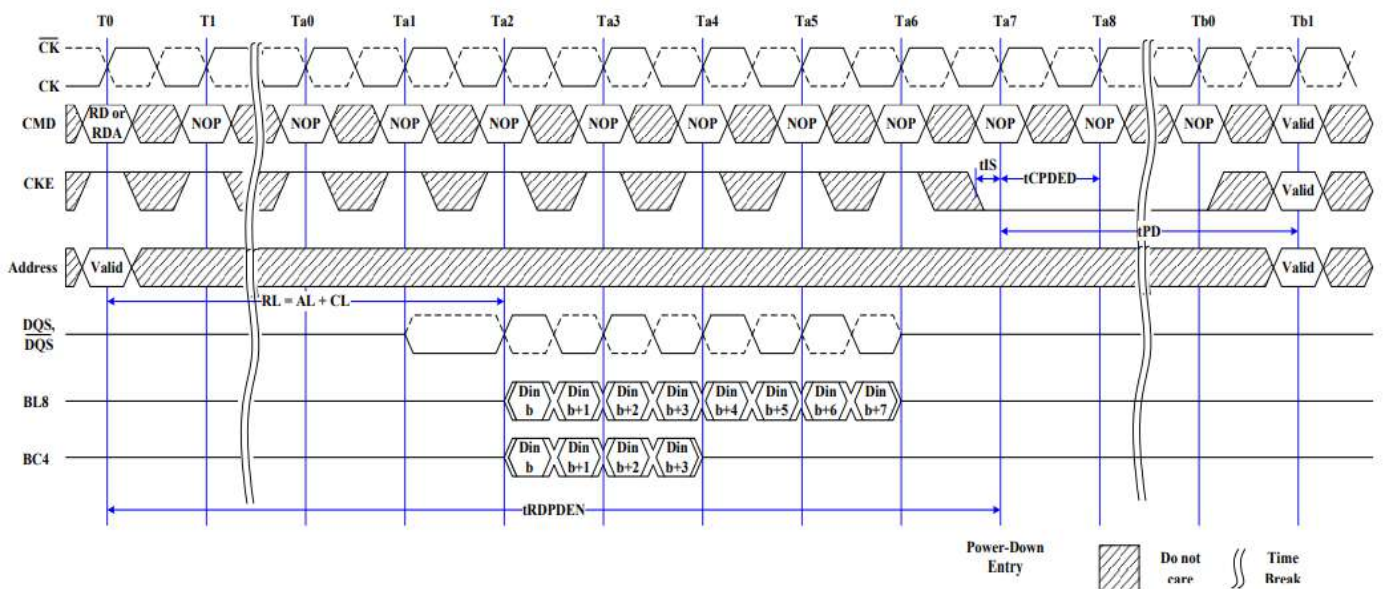 T0 T1 Ta0 Ta1 Ta2 Ta3 Ta4 Ta5 Ta6 Ta7 Ta8 Tb0 Tb1
CK
CK
CMD RD or RDA NOP NOP NOP NOP NOP NOP NOP NOP NOP NOP NOP Valid
tIS
CKE tCPDED Valid
tPD
Address Valid Valid
RL = AL + CL
DQS,
DQS
BL8 Din b Din b+1 Din b+2 Din b+3 Din b+4 Din b+5 Din b+6 Din b+7
BC4 Din b Din b+1 Din b+2 Din b+3
tRDPDEN
Power-Down
Entry
Do not
care
Time
Break